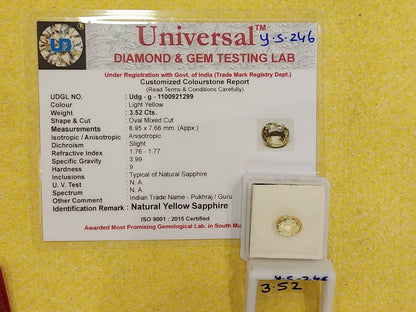 UD
Universal™
Y.S-246
DIAMOND & GEM TESTING LAB
Under Registration with Govt. of India (Trade Mark Registry Dept.)
Customized Colourstone Report
(Read Terms & Conditions Carefully)
UDGL NO. : Udg - g - 1100921299
Colour : Light Yellow
Weight : 3.52 Cts.
Shape & Cut : Oval Mixed Cut
Measurements : 8.95 x 7.66 mm (Appx.)
Isotropic / Anisotropic : Anisotropic
Dichroism : Slight
Refractive Index : 1.76 - 1.77
Specific Gravity : 3.99
Hardness : 9
Inclusions : Typical of Natural Sapphire
U. V. Test : N. A.
Spectrum : N. A.
Other Comment : Indian Trade Name - Pukhraj / Guru
Identification Remark : Natural Yellow Sapphire
ISO 9001 : 2015 Certified
Awarded Most Promising Gemological Lab. in South Mu
Y-S-246
3.52